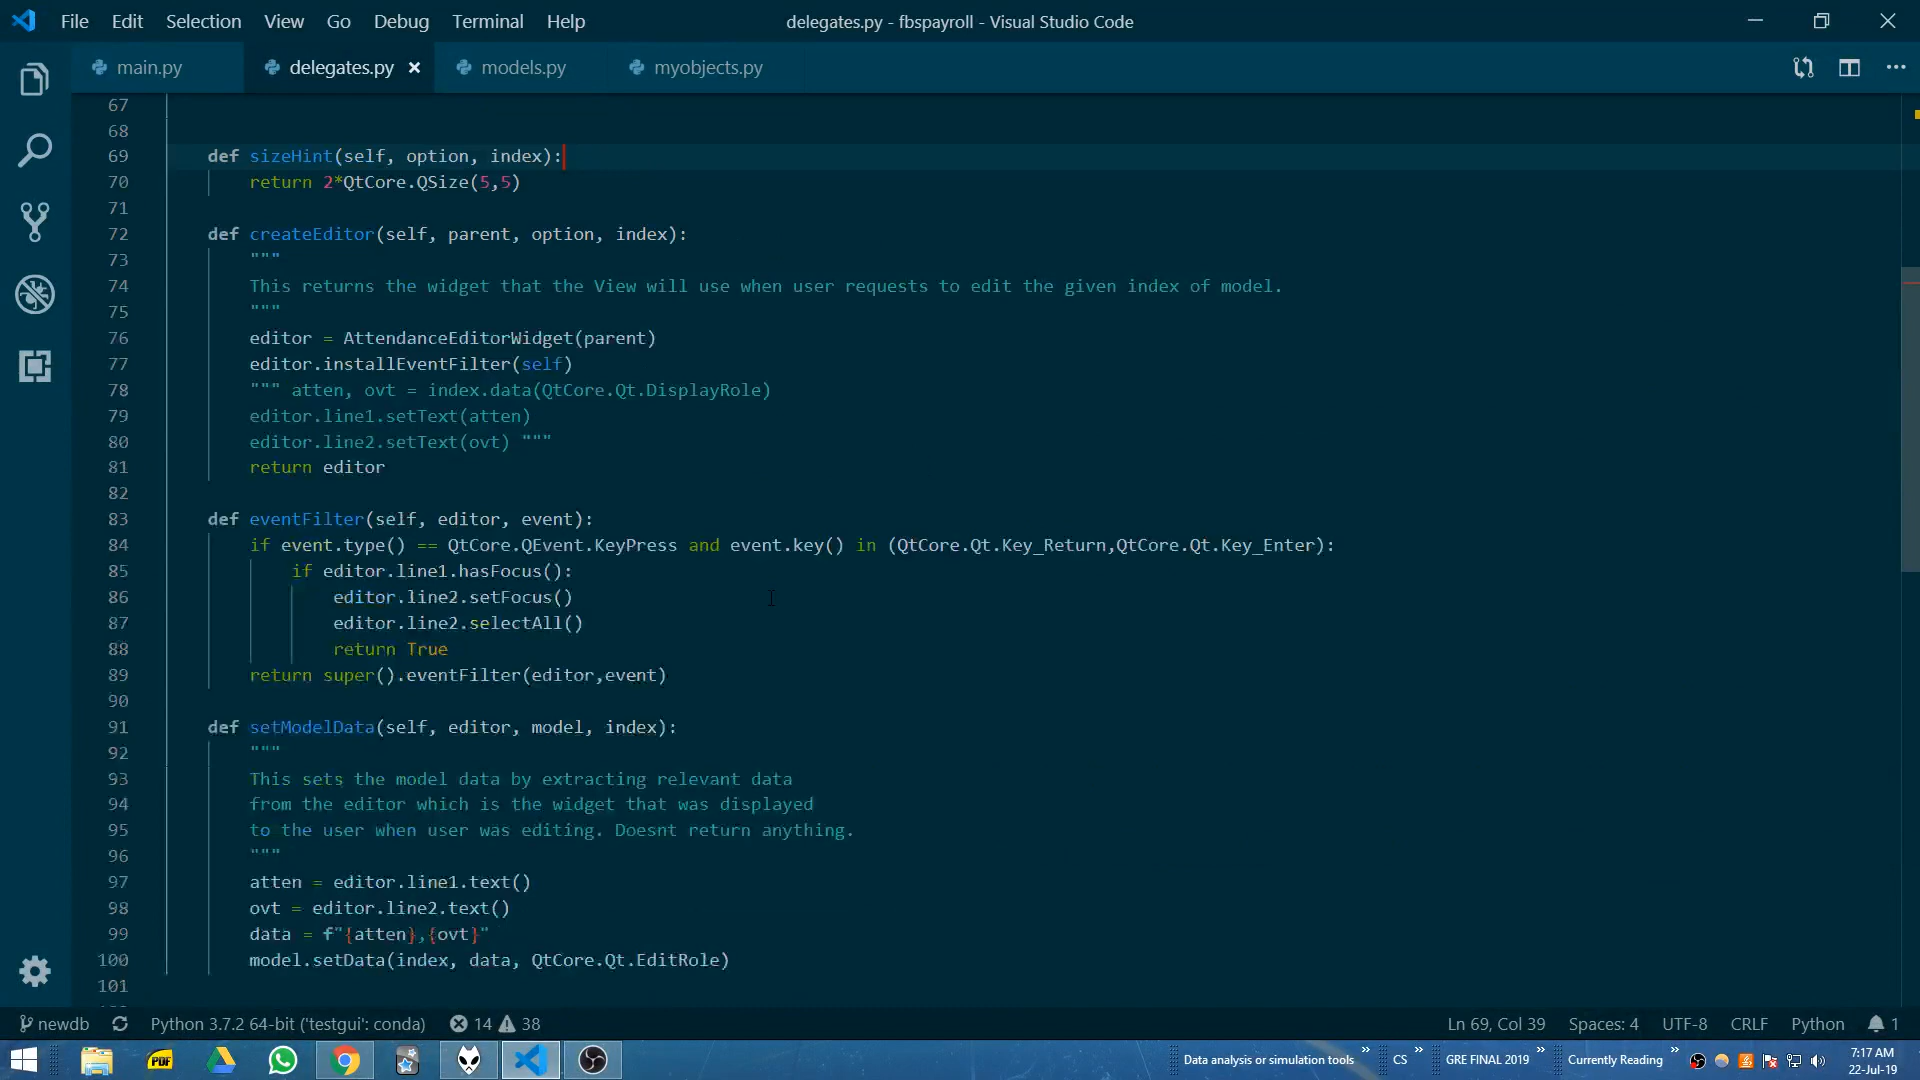 File Edit Selection View Go Debug Terminal Help
delegates.py - fbspayroll - Visual Studio Code
main.py delegates.py models.py myobjects.py
67
68
69 def sizeHint(self, option, index):
70 return 2*QtCore.QSize(5,5)
71
72 def createEditor(self, parent, option, index):
73 """
74 This returns the widget that the View will use when user requests to edit the given index of model.
75 """
76 editor = AttendanceEditorWidget(parent)
77 editor.installEventFilter(self)
78 """ atten, ovt = index.data(QtCore.Qt.DisplayRole)
79 editor.line1.setText(atten)
80 editor.line2.setText(ovt) """
81 return editor
82
83 def eventFilter(self, editor, event):
84 if event.type() == QtCore.QEvent.KeyPress and event.key() in (QtCore.Qt.Key_Return,QtCore.Qt.Key_Enter):
85 if editor.line1.hasFocus():
86 editor.line2.setFocus()
87 editor.line2.selectAll()
88 return True
89 return super().eventFilter(editor,event)
90
91 def setModelData(self, editor, model, index):
92 """
93 This sets the model data by extracting relevant data
94 from the editor which is the widget that was displayed
95 to the user when user was editing. Doesnt return anything.
96 """
97 atten = editor.line1.text()
98 ovt = editor.line2.text()
99 data = f"{atten},{ovt}"
100 model.setData(index, data, QtCore.Qt.EditRole)
101
newdb Python 3.7.2 64-bit ('testgui': conda) 14 38 Ln 69, Col 39 Spaces: 4 UTF-8 CRLF Python 1
PDF Data analysis or simulation tools » CS » GRE FINAL 2019 » Currently Reading » 7:17 AM
22-Jul-19